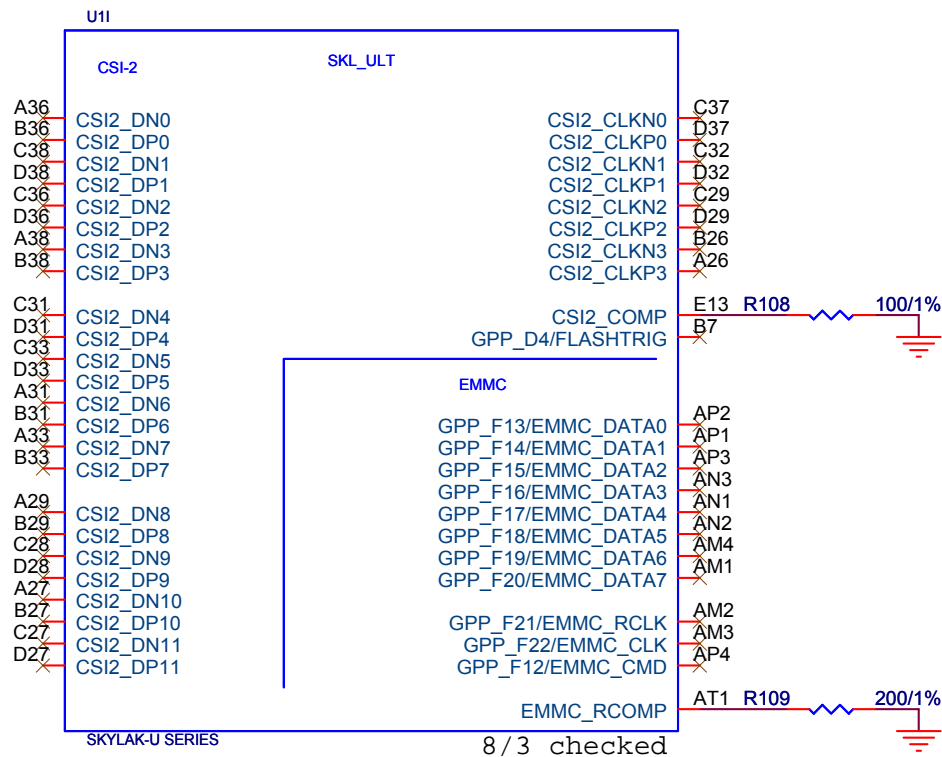 U1I
CSI-2
SKL_ULT
A36 CSI2_DN0 CSI2_CLKN0 C37
B36 CSI2_DP0 CSI2_CLKP0 D37
C38 CSI2_DN1 CSI2_CLKN1 C32
D38 CSI2_DP1 CSI2_CLKP1 D32
C36 CSI2_DN2 CSI2_CLKN2 C29
D36 CSI2_DP2 CSI2_CLKP2 D29
A38 CSI2_DN3 CSI2_CLKN3 B26
B38 CSI2_DP3 CSI2_CLKP3 A26
C31 CSI2_DN4 CSI2_COMP E13 R108 100/1%
D31 CSI2_DP4 GPP_D4/FLASHTRIG B7
C33 CSI2_DN5
D33 CSI2_DP5 EMMC
A31 CSI2_DN6
B31 CSI2_DP6 GPP_F13/EMMC_DATA0 AP2
A33 CSI2_DN7 GPP_F14/EMMC_DATA1 AP1
B33 CSI2_DP7 GPP_F15/EMMC_DATA2 AP3
GPP_F16/EMMC_DATA3 AN3
A29 CSI2_DN8 GPP_F17/EMMC_DATA4 AN1
B29 CSI2_DP8 GPP_F18/EMMC_DATA5 AN2
C28 CSI2_DN9 GPP_F19/EMMC_DATA6 AM4
D28 CSI2_DP9 GPP_F20/EMMC_DATA7 AM1
A27 CSI2_DN10
B27 CSI2_DP10 GPP_F21/EMMC_RCLK AM2
C27 CSI2_DN11 GPP_F22/EMMC_CLK AM3
D27 CSI2_DP11 GPP_F12/EMMC_CMD AP4
EMMC_RCOMP AT1 R109 200/1%
SKYLAK-U SERIES
8/3 checked